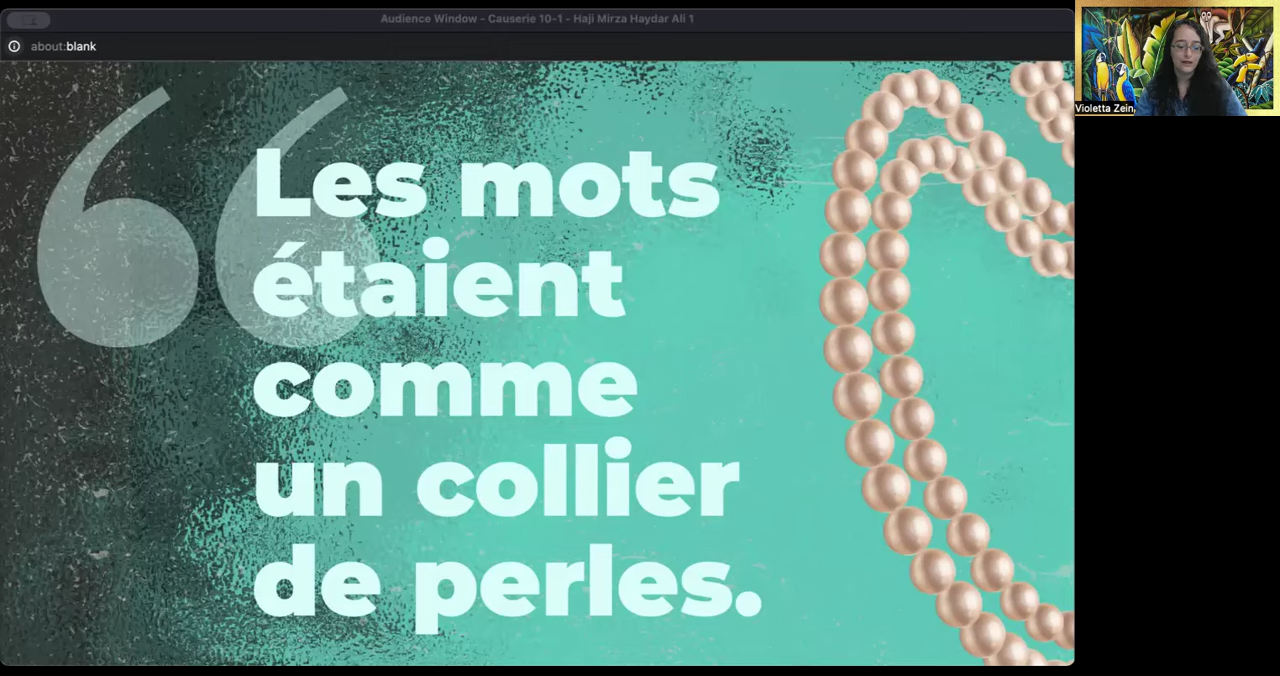 Audience Window - Causerie 10-1 - Haji Mirza Haydar Ali 1
about:blank
Violetta Zein
Les mots
étaient
comme
un collier
de perles.